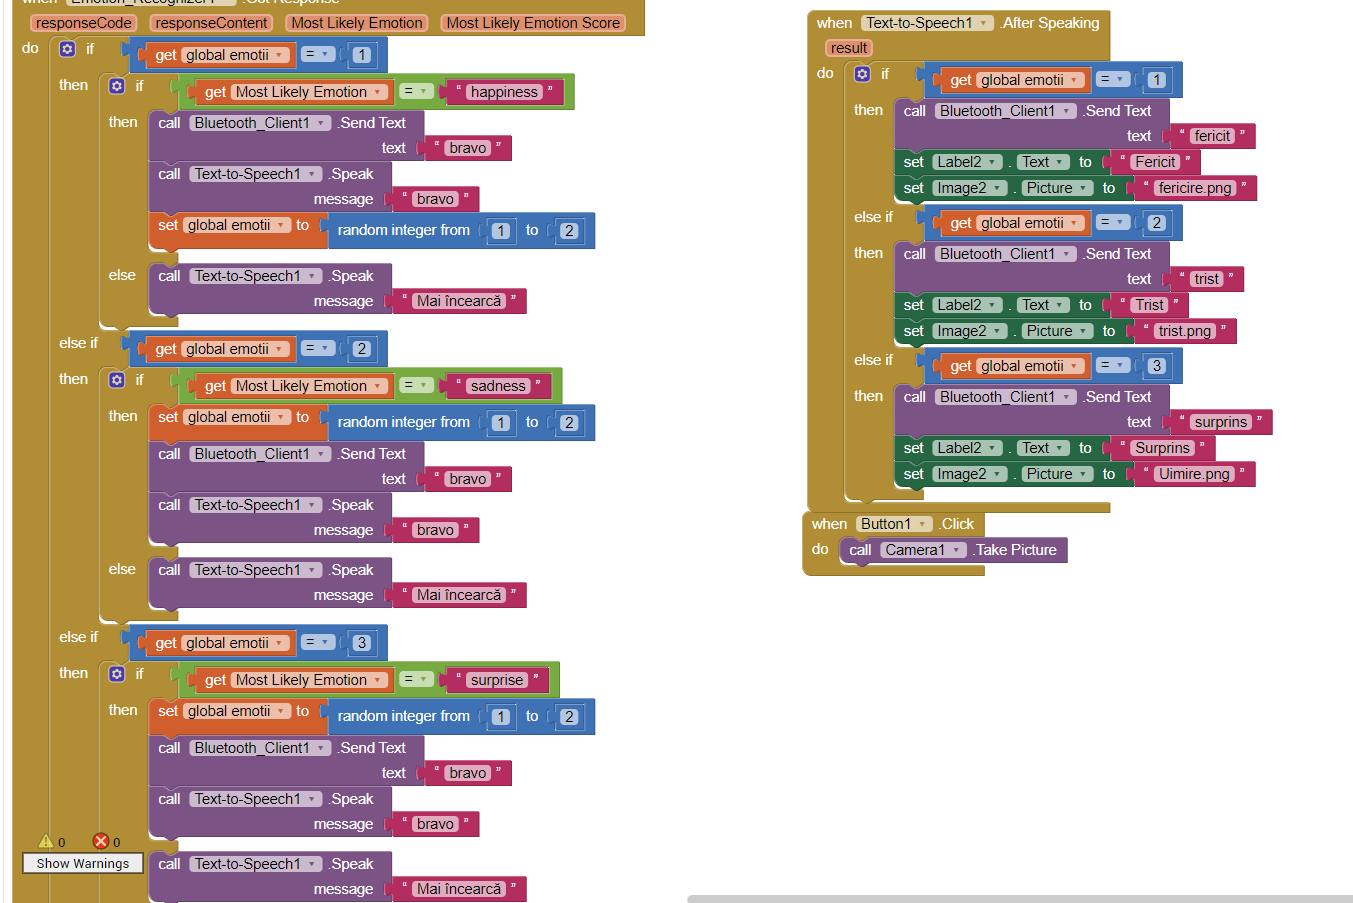 when Emotion_Recognizer1 .Got Response
responseCode responseContent Most Likely Emotion Most Likely Emotion Score
do if get global emotii = 1
then if get Most Likely Emotion = “ happiness ”
then call Bluetooth_Client1 .Send Text
text “ bravo ”
call Text-to-Speech1 .Speak
message “ bravo ”
set global emotii to random integer from 1 to 2
else call Text-to-Speech1 .Speak
message “ Mai încearcă ”
else if get global emotii = 2
then if get Most Likely Emotion = “ sadness ”
then set global emotii to random integer from 1 to 2
call Bluetooth_Client1 .Send Text
text “ bravo ”
call Text-to-Speech1 .Speak
message “ bravo ”
else call Text-to-Speech1 .Speak
message “ Mai încearcă ”
else if get global emotii = 3
then if get Most Likely Emotion = “ surprise ”
then set global emotii to random integer from 1 to 2
call Bluetooth_Client1 .Send Text
text “ bravo ”
call Text-to-Speech1 .Speak
message “ bravo ”
call Text-to-Speech1 .Speak
message “ Mai încearcă ”
0 0
Show Warnings
when Text-to-Speech1 .After Speaking
result
do if get global emotii = 1
then call Bluetooth_Client1 .Send Text
text “ fericit ”
set Label2 . Text to “ Fericit ”
set Image2 . Picture to “ fericire.png ”
else if get global emotii = 2
then call Bluetooth_Client1 .Send Text
text “ trist ”
set Label2 . Text to “ Trist ”
set Image2 . Picture to “ trist.png ”
else if get global emotii = 3
then call Bluetooth_Client1 .Send Text
text “ surprins ”
set Label2 . Text to “ Surprins ”
set Image2 . Picture to “ Uimire.png ”
when Button1 .Click
do call Camera1 .Take Picture